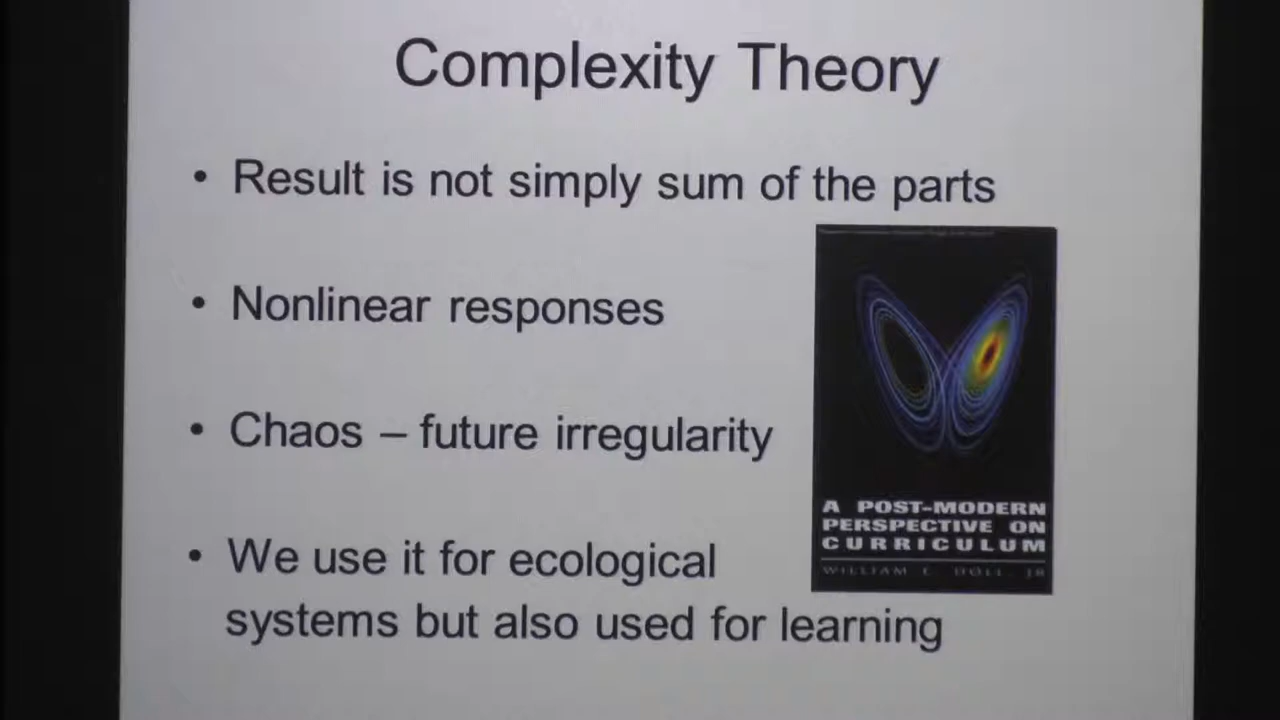 Complexity Theory
• Result is not simply sum of the parts
• Nonlinear responses
• Chaos – future irregularity
• We use it for ecological
systems but also used for learning
A POST-MODERN
PERSPECTIVE ON
CURRICULUM
WILLIAM E. DOLL, JR